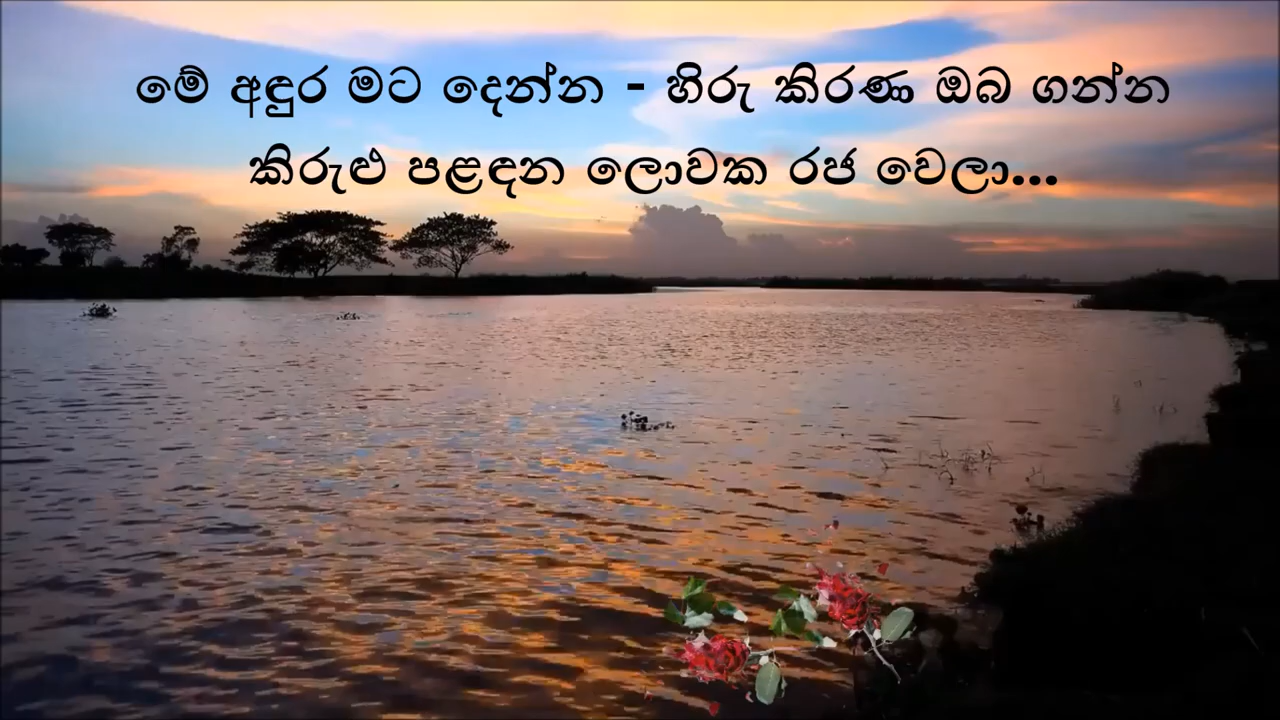 මේ අඳුර මට දෙන්න - හිරු කිරණ ඔබ ගන්න
කිරුළු පළඳන ලොවක රජ වෙලා...